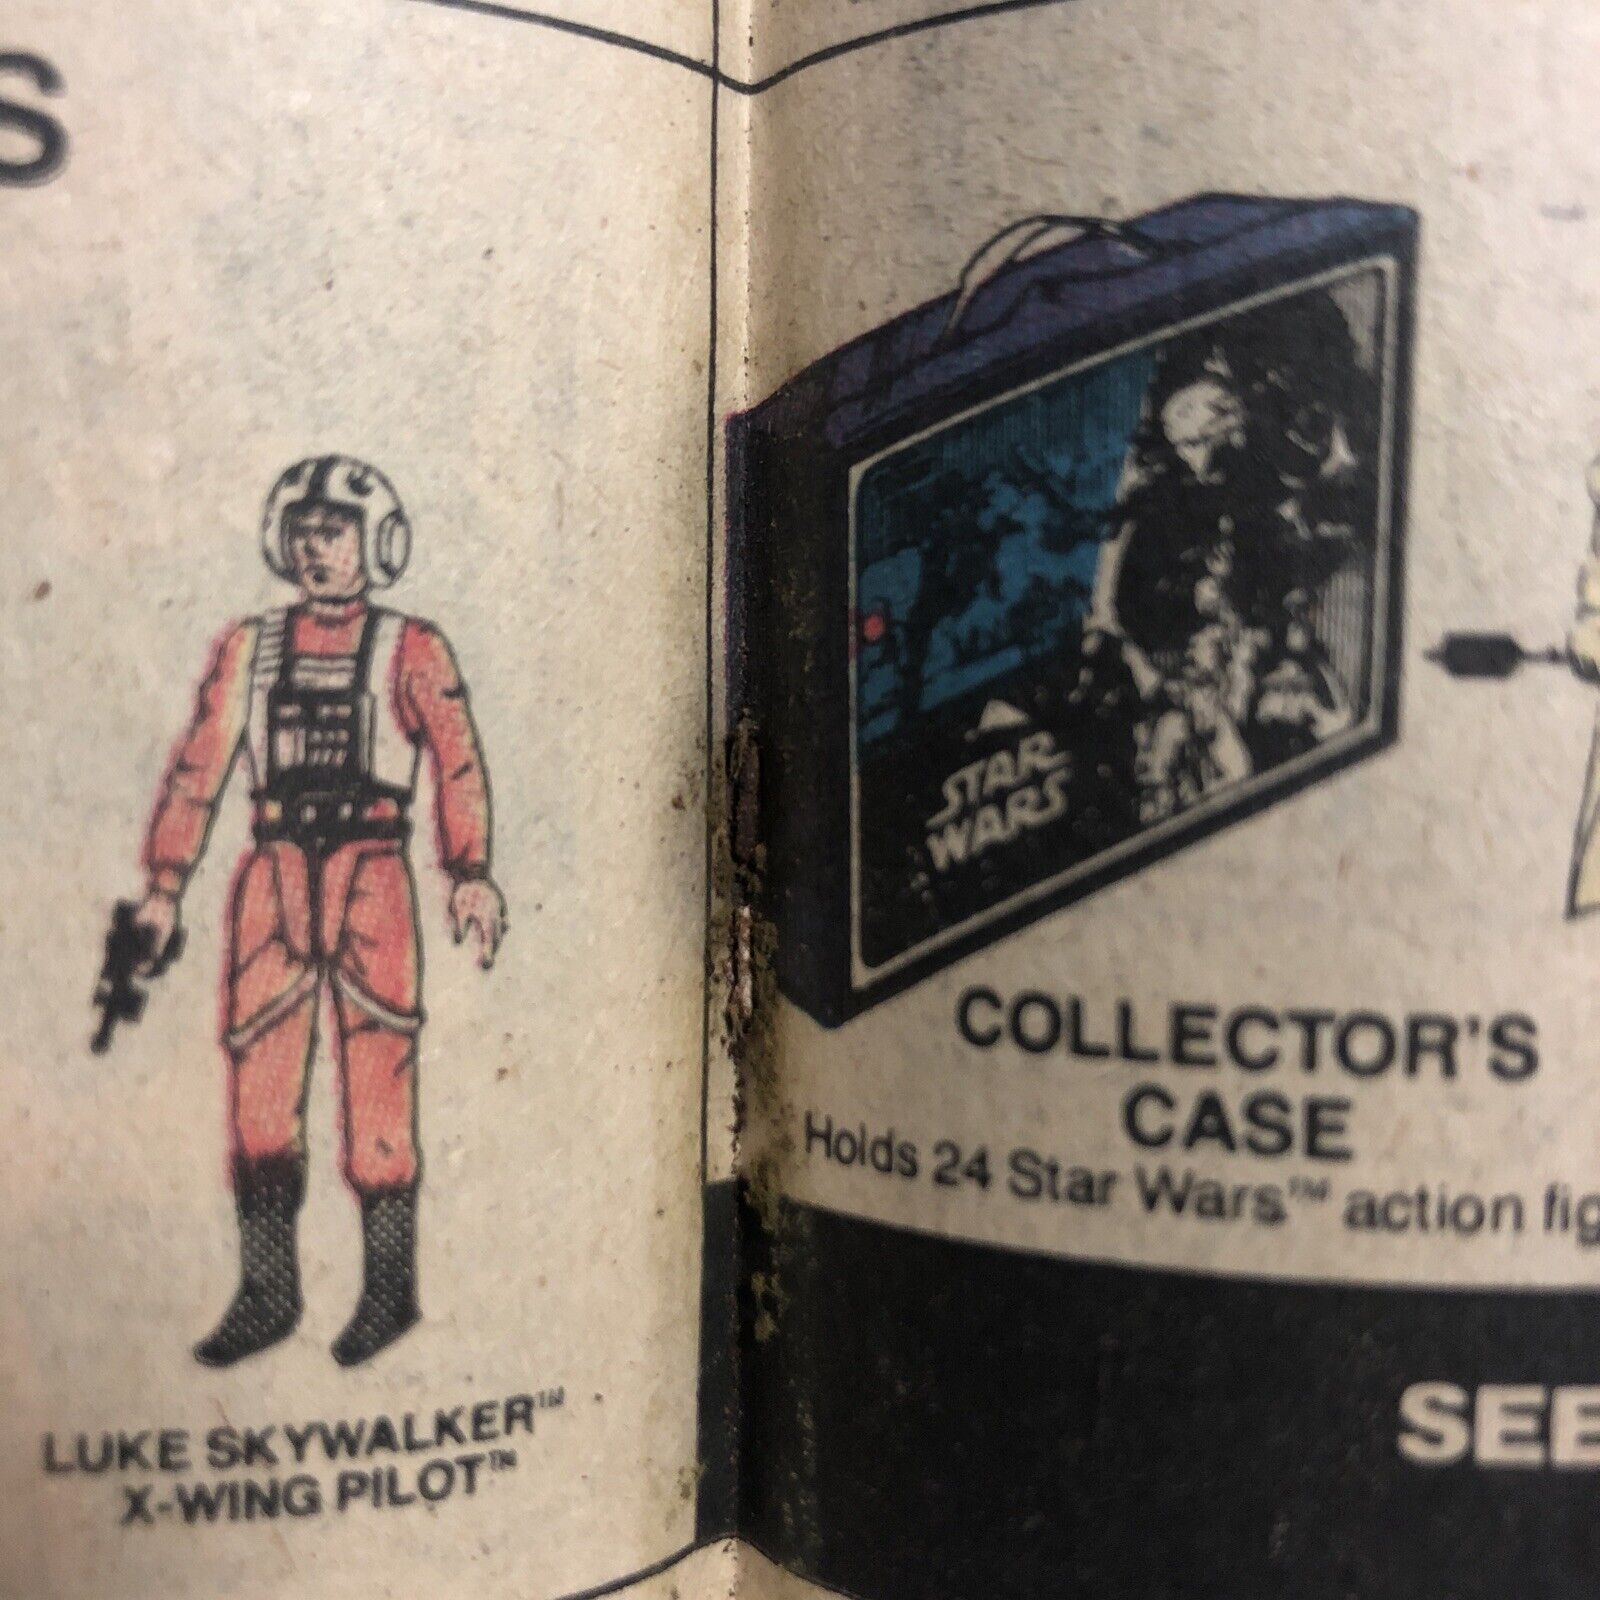 S
LUKE SKYWALKER™
X-WING PILOT™
STAR
WARS
COLLECTOR'S
CASE
Holds 24 Star Wars™ action fig
SEE